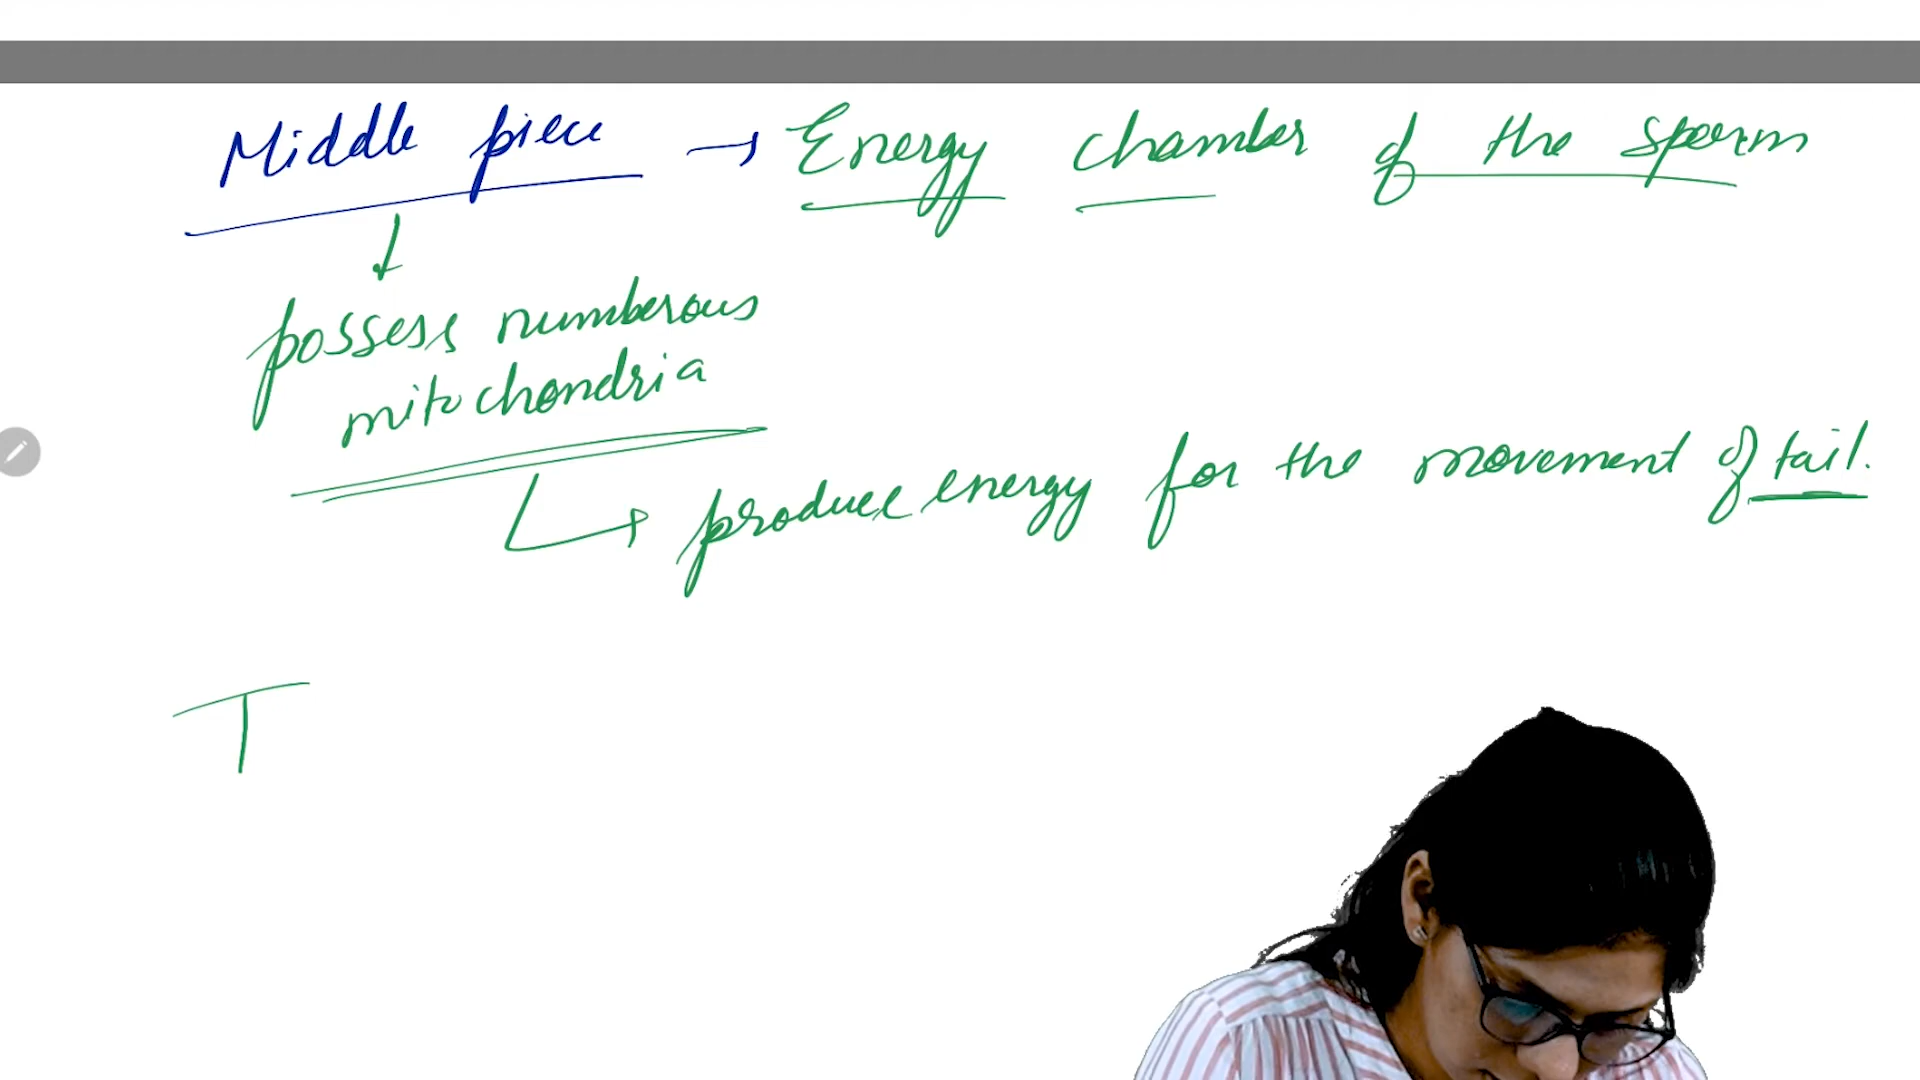 Middle piece → Energy chamber of the sperm
↓
possess numberous
mitochondria
↳ produce energy for the movement of tail.
T